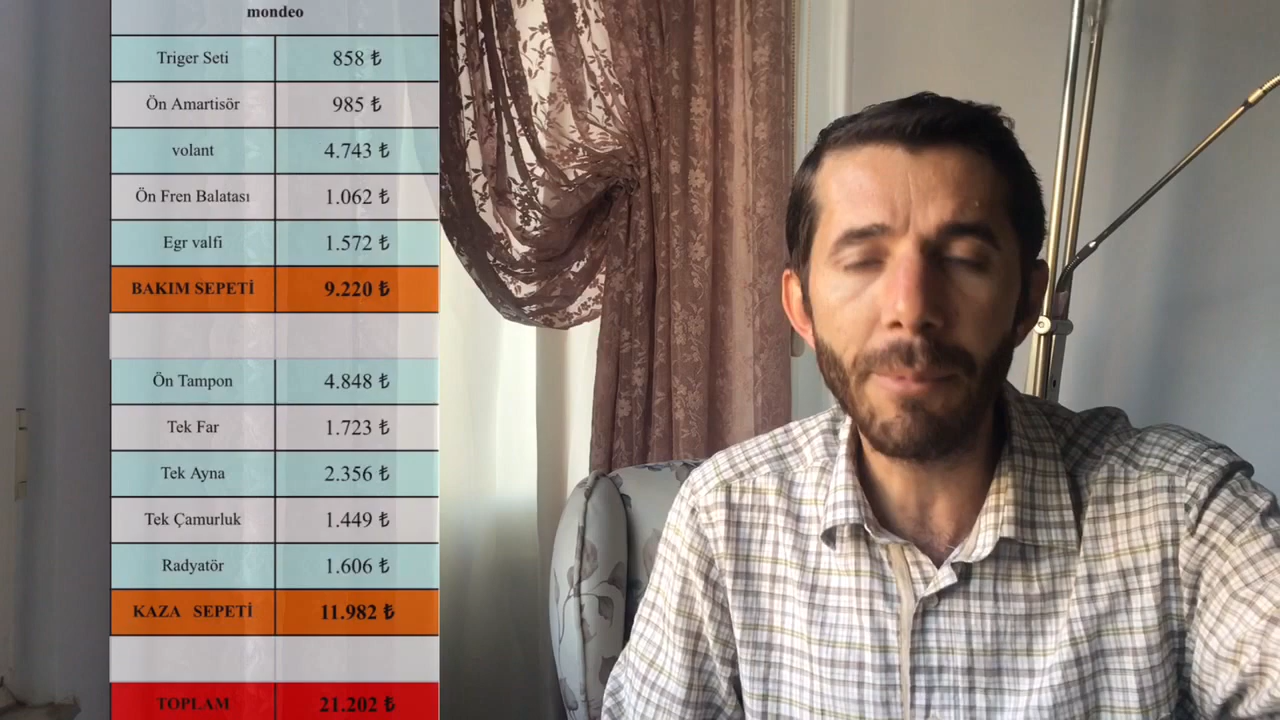 mondeo
Triger Seti 858 ₺
Ön Amartisör 985 ₺
volant 4.743 ₺
Ön Fren Balatası 1.062 ₺
Egr valfi 1.572 ₺
BAKIM SEPETİ 9.220 ₺
Ön Tampon 4.848 ₺
Tek Far 1.723 ₺
Tek Ayna 2.356 ₺
Tek Çamurluk 1.449 ₺
Radyatör 1.606 ₺
KAZA SEPETİ 11.982 ₺
TOPLAM 21.202 ₺